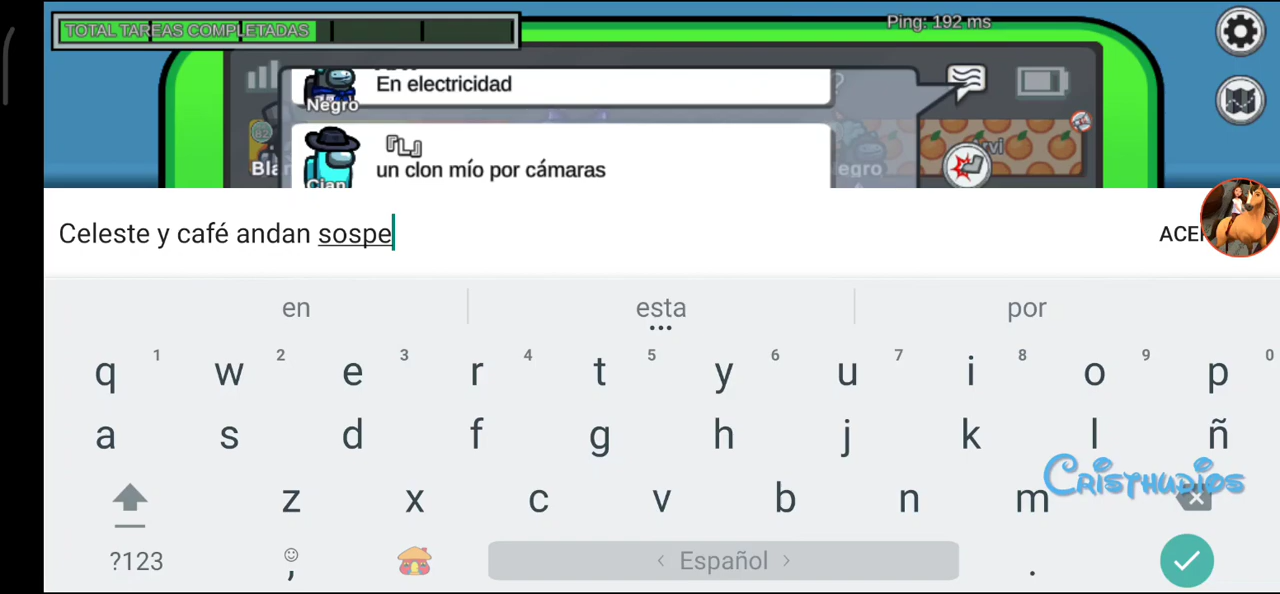 TOTAL TAREAS COMPLETADAS
Ping: 192 ms
En electricidad
Negro
un clon mío por cámaras
Cian
Celeste y café andan sospe
en esta por
q 1 w 2 e 3 r 4 t 5 y 6 u 7 i 8 o 9 p 0
a s d f g h j k l ñ
z x c v b n m
CRISTHUDIOS
?123 , Español .